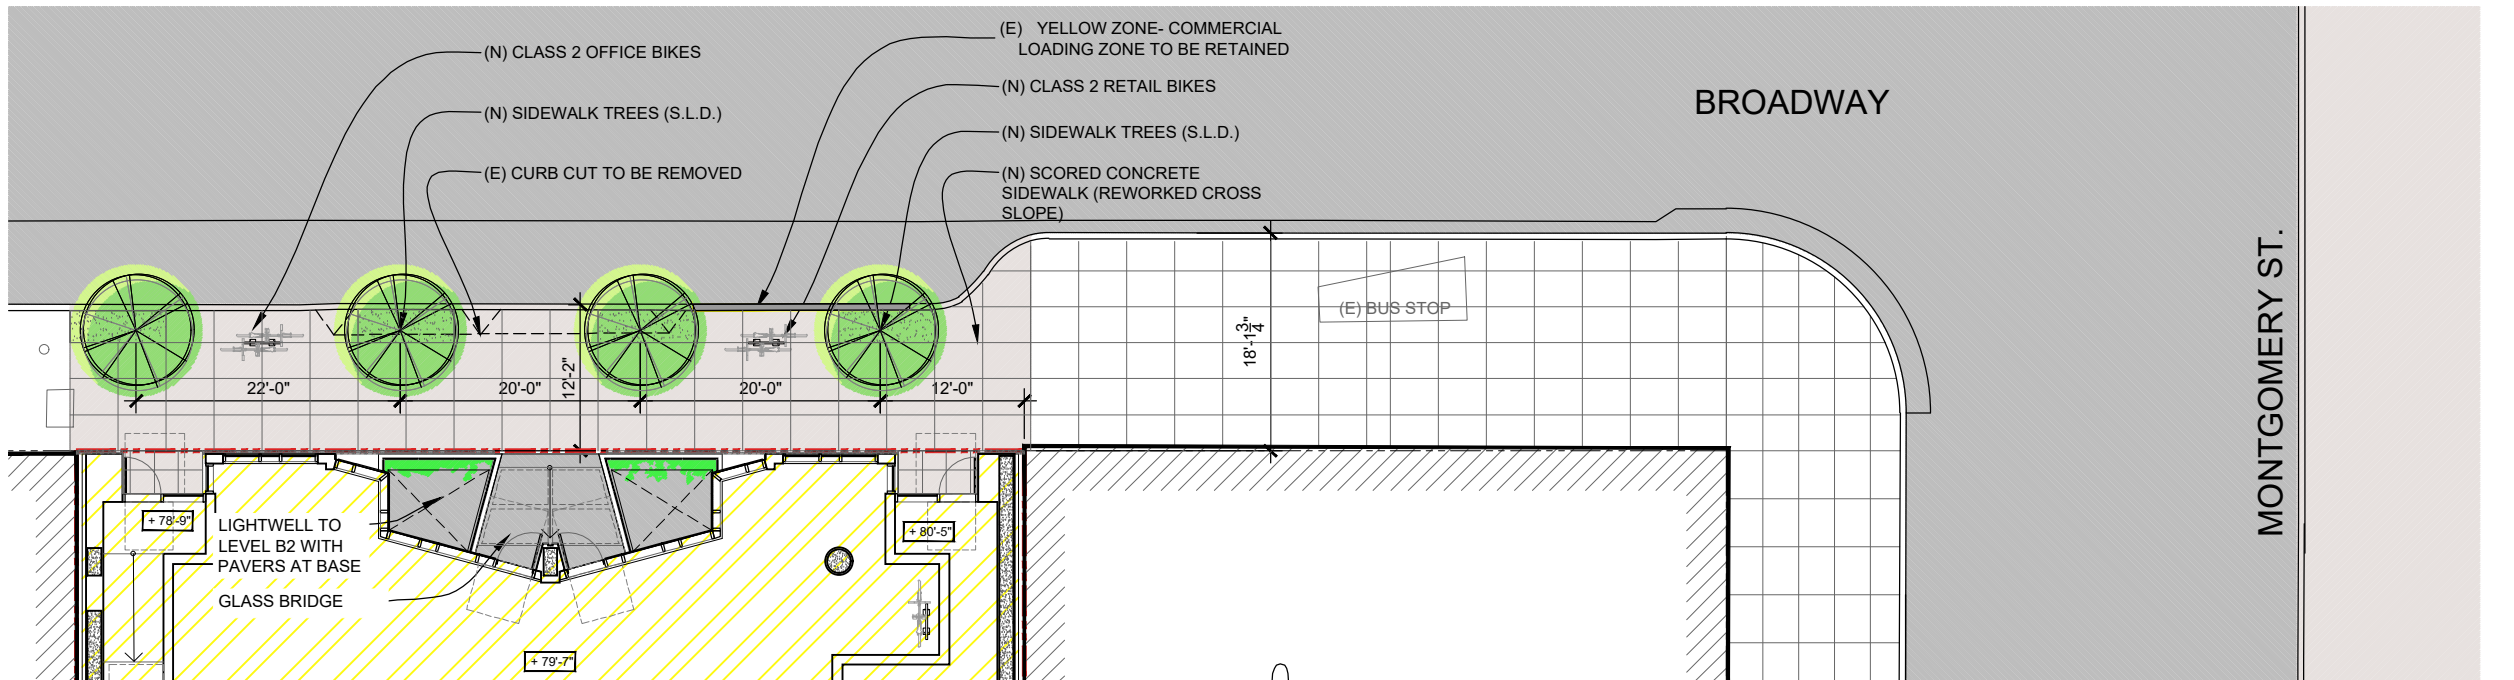 (N) CLASS 2 OFFICE BIKES
(N) SIDEWALK TREES (S.L.D.)
(E) CURB CUT TO BE REMOVED
(E) YELLOW ZONE- COMMERCIAL
LOADING ZONE TO BE RETAINED
(N) CLASS 2 RETAIL BIKES
(N) SIDEWALK TREES (S.L.D.)
(N) SCORED CONCRETE
SIDEWALK (REWORKED CROSS
SLOPE)
BROADWAY
MONTGOMERY ST.
(E) BUS STOP
18'-1 3/4"
22'-0"
20'-0"
12'-2"
20'-0"
12'-0"
+ 78'-9"
LIGHTWELL TO
LEVEL B2 WITH
PAVERS AT BASE
GLASS BRIDGE
+ 80'-5"
+ 79'-7"